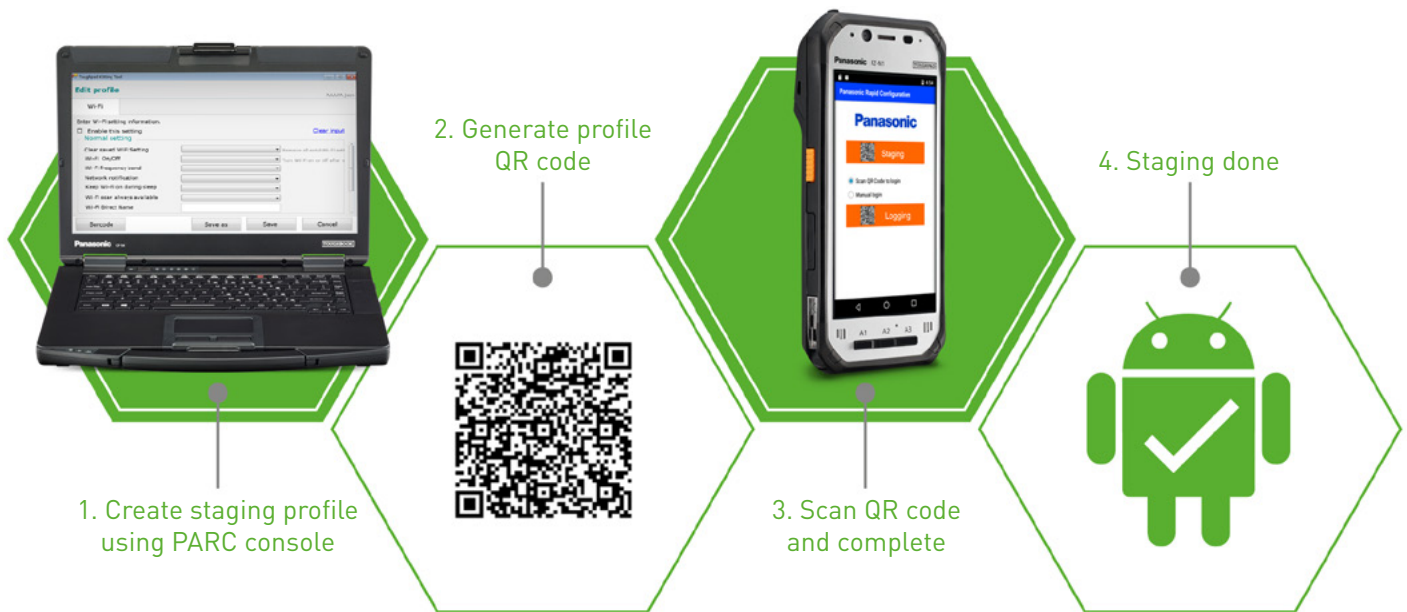 Edit profile
Wi-Fi
Enter Wi-Fi setting information.
Enable this setting
Clear input
Normal setting
Clear saved WiFi Setting
Wi-Fi On/Off
Wi-Fi Frequency band
Network notification
Keep Wi-Fi on during sleep
Wi-Fi scan always available
Wi-Fi Direct Name
Barcode
Save as
Save
Cancel
Panasonic
1. Create staging profile
using PARC console
2. Generate profile
QR code
Panasonic
Panasonic Rapid Configuration
Panasonic
Staging
Scan QR Code to login
Manual login
Logging
A1 A2 A3
3. Scan QR code
and complete
4. Staging done